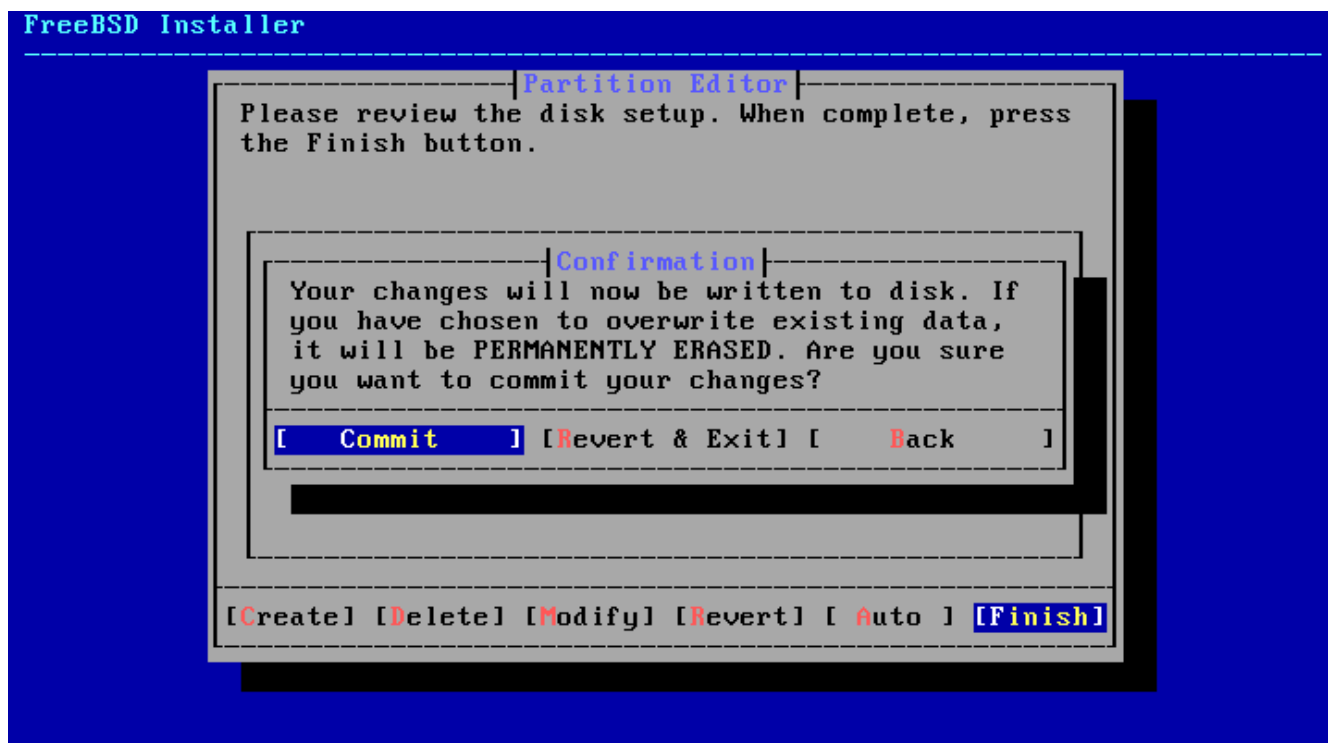 FreeBSD Installer
Partition Editor
Please review the disk setup. When complete, press
the Finish button.
Confirmation
Your changes will now be written to disk. If
you have chosen to overwrite existing data,
it will be PERMANENTLY ERASED. Are you sure
you want to commit your changes?
[ Commit ] [Revert & Exit] [ Back ]
[Create] [Delete] [Modify] [Revert] [ Auto ] [Finish]